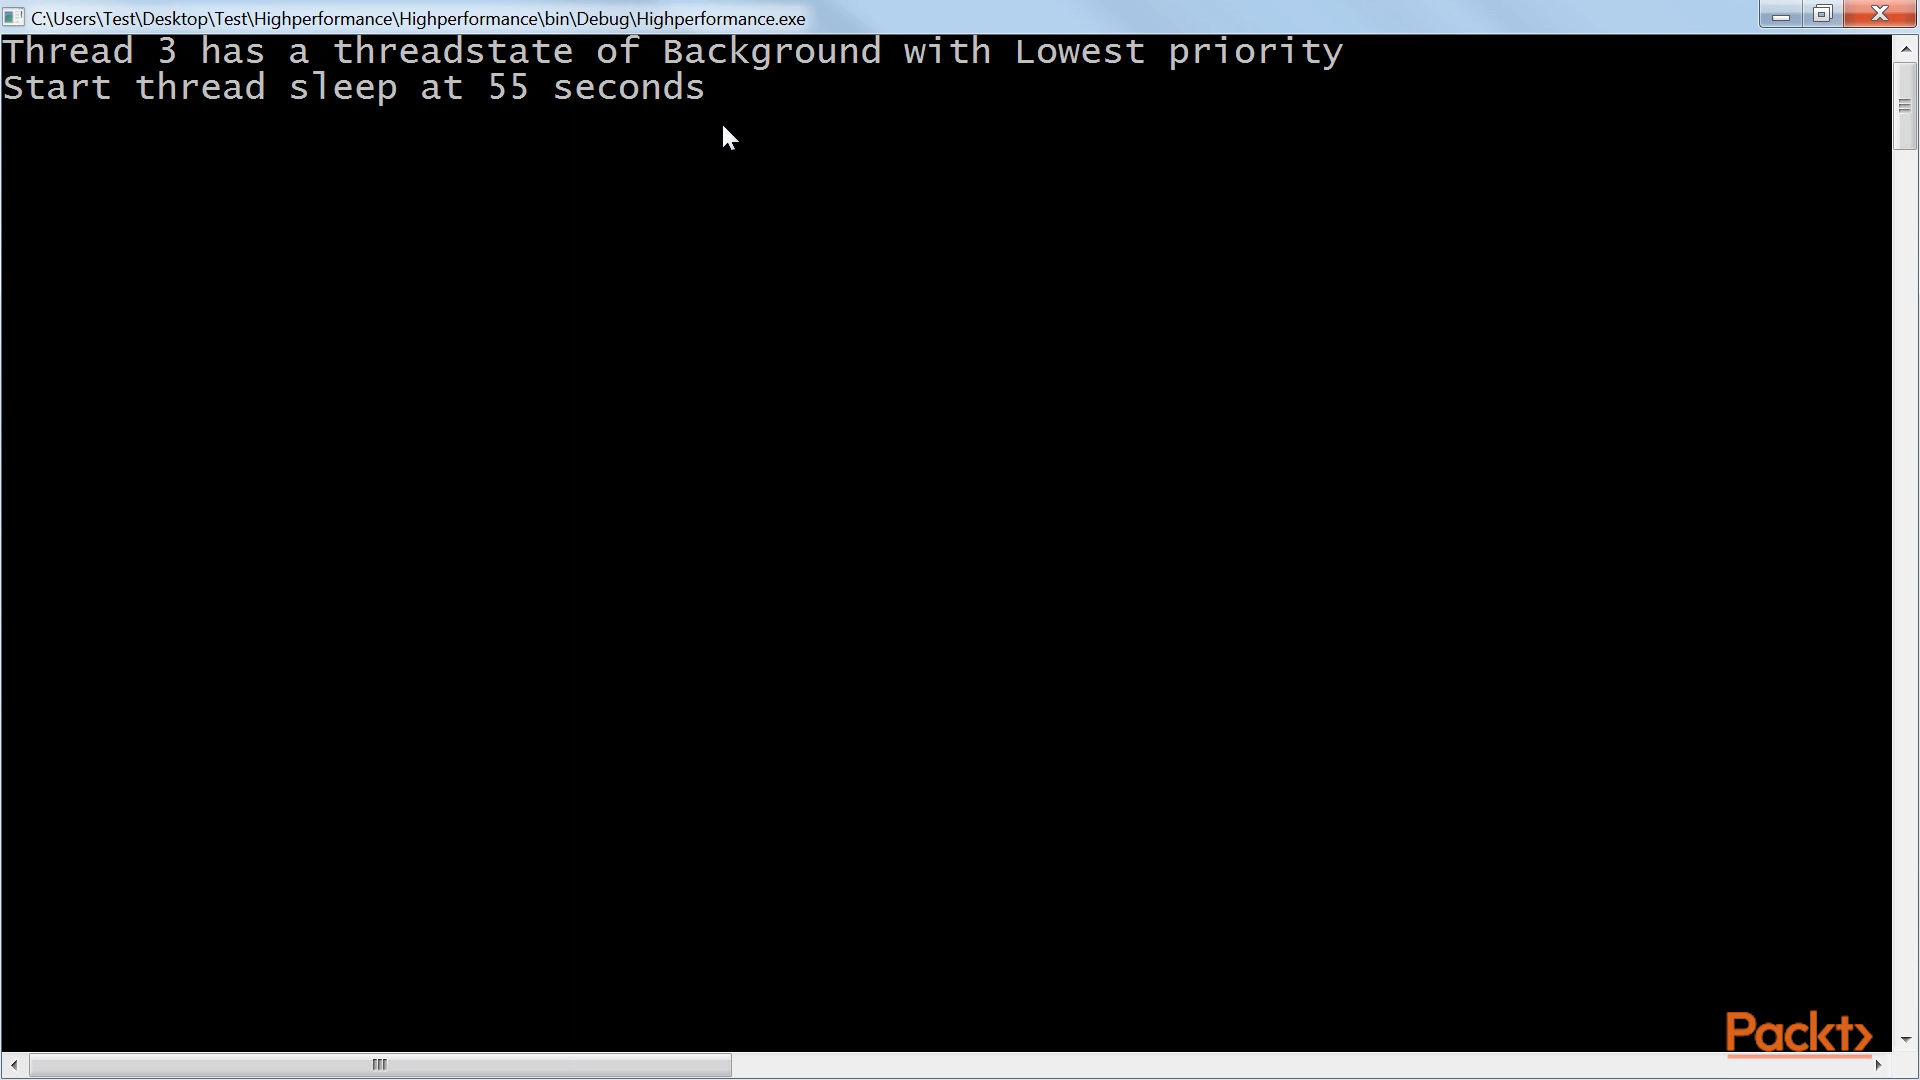 C:\Users\Test\Desktop\Test\Highperformance\Highperformance\bin\Debug\Highperformance.exe
Thread 3 has a threadstate of Background with Lowest priority
Start thread sleep at 55 seconds
Packt>